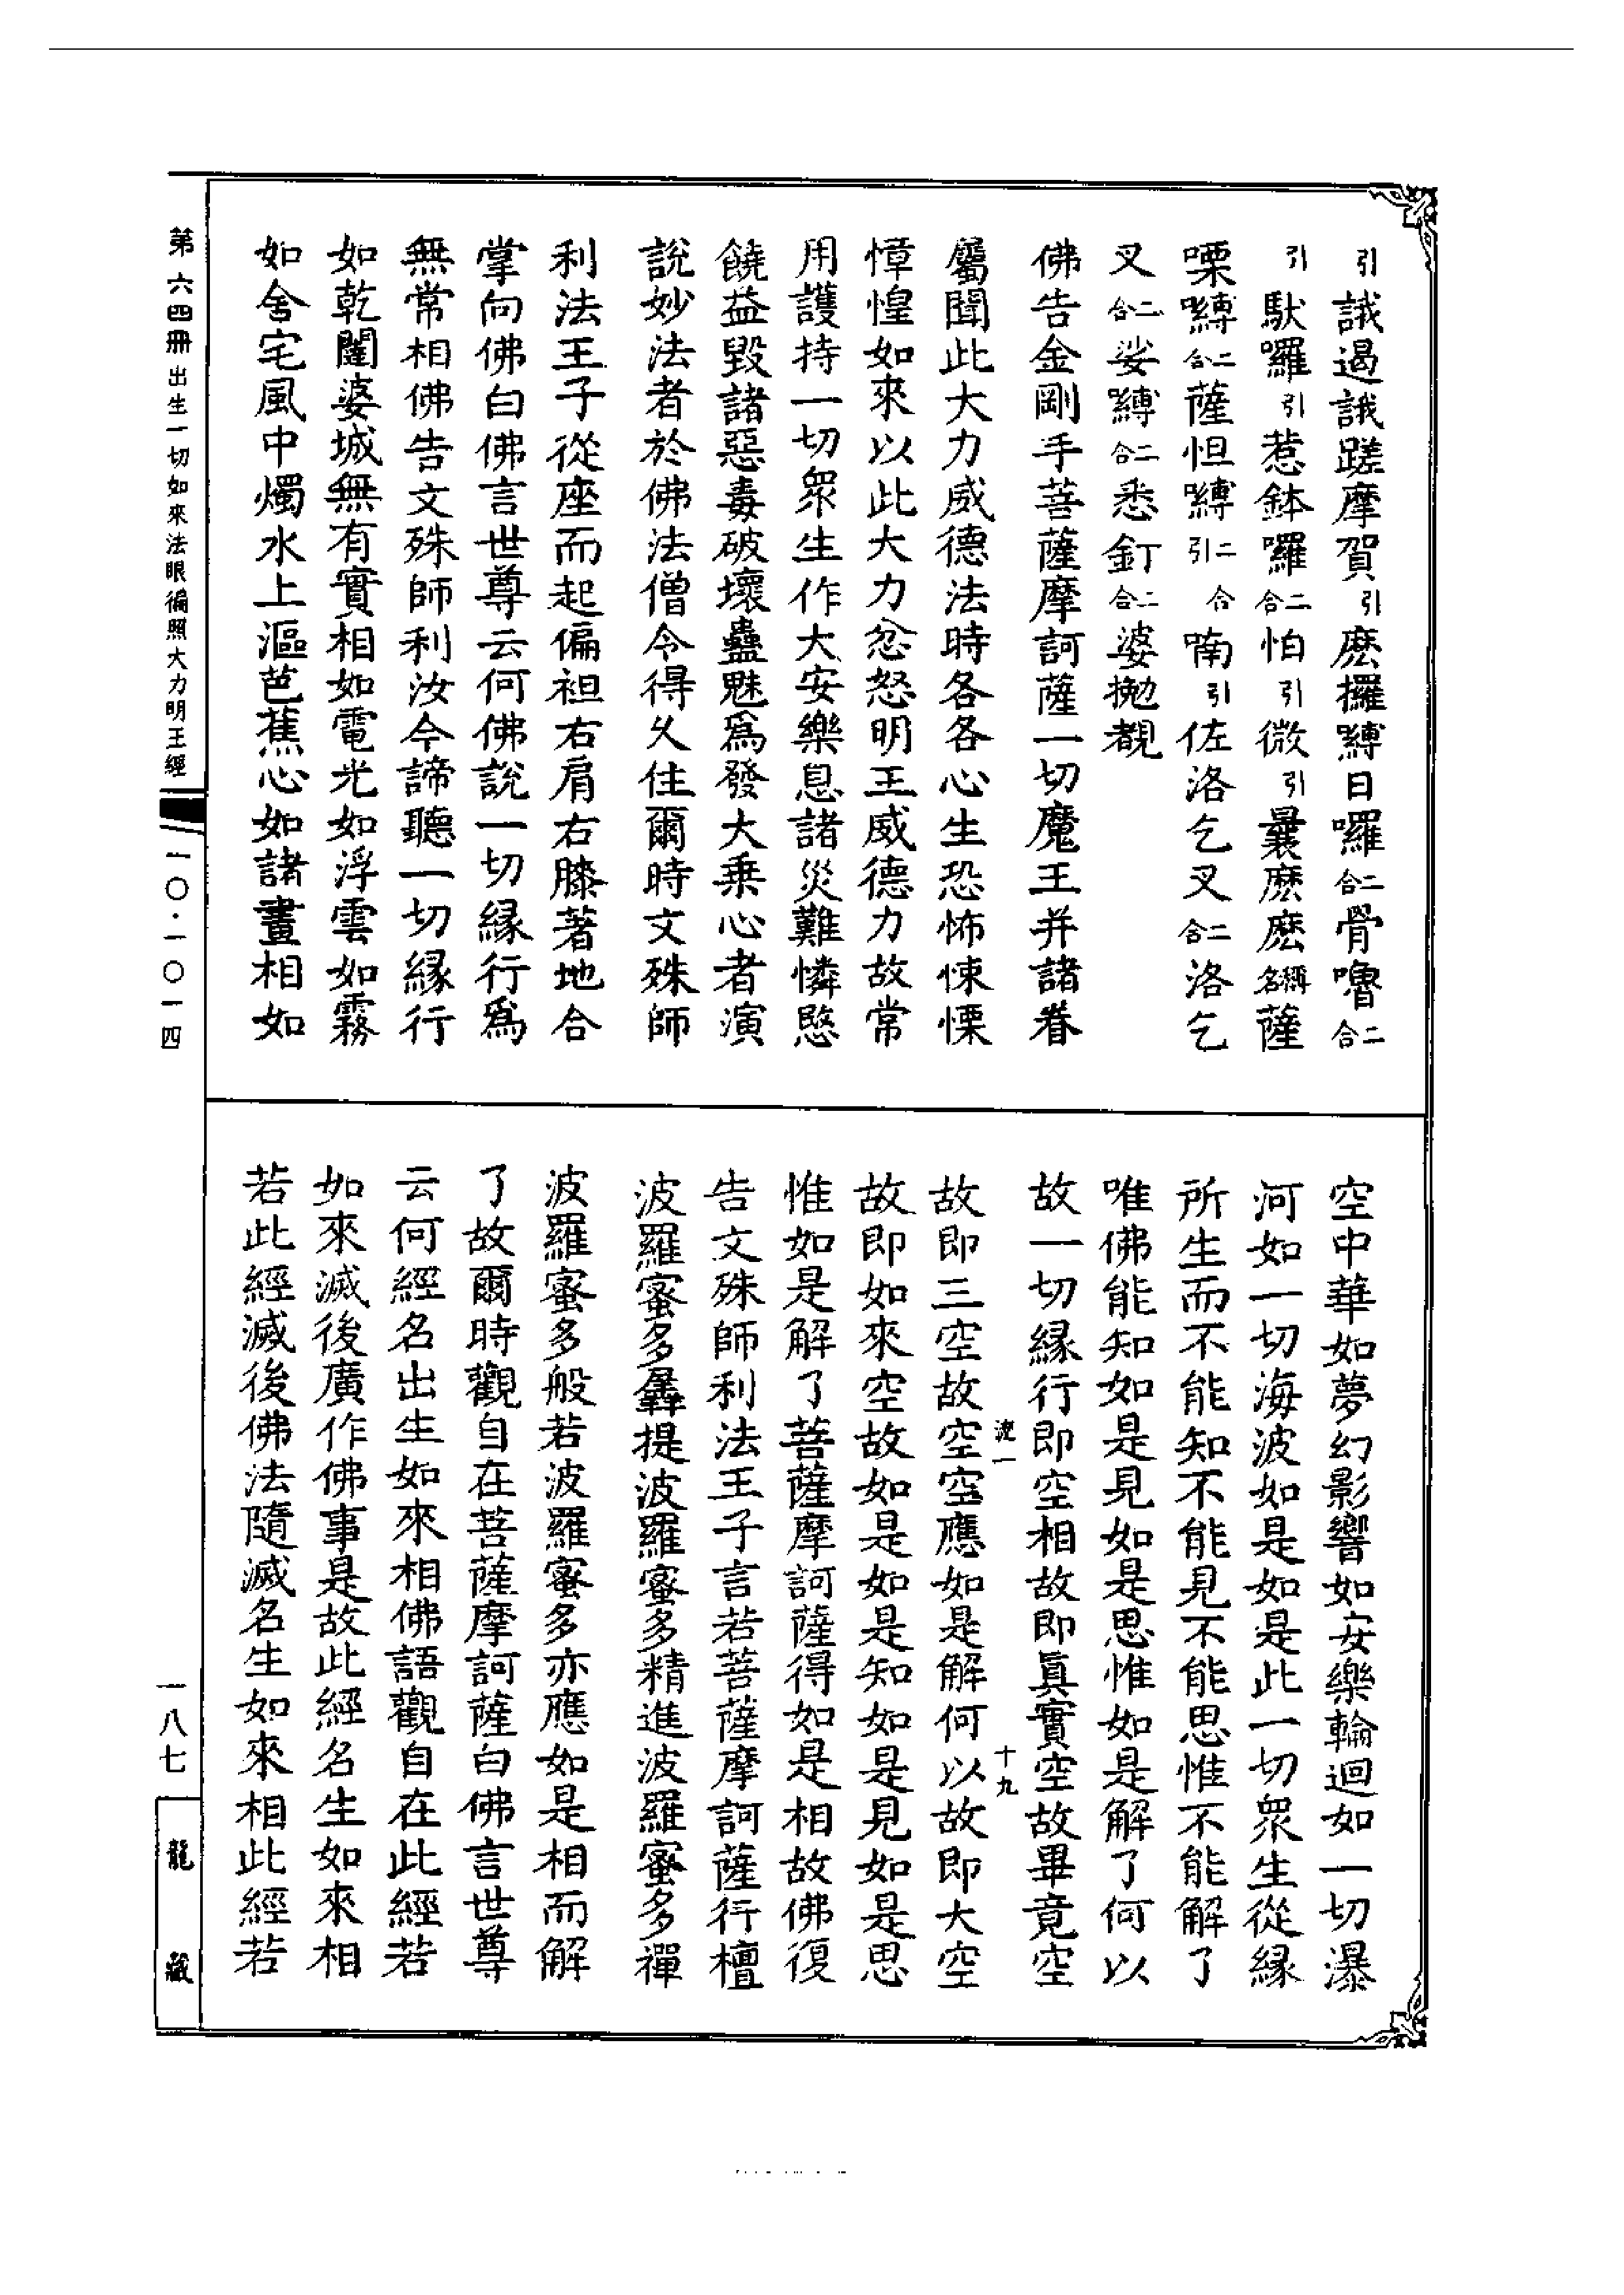 引誐遏誐蹉摩賀引麽攞嚩日囉二合骨嚕二合
引馱囉引惹鉢囉二合怕引微引曩麽麽稱名薩
㗚嚩二合薩怛嚩二合引喃引佐洛乞叉二合洛乞
叉二合娑嚩二合悉釘二合婆覩
佛告金剛手菩薩摩訶薩一切魔王并諸眷
屬聞此大力威德法時各各心生恐怖悚慄
慞惶如來以此大力忿怒明王威德力故常
用護持一切眾生作大安樂息諸災難憐愍
饒益毀諸惡毒破壞蠱魅爲發大乗心者演
說妙法者於佛法僧令得久住爾時文殊師
利法王子從座而起偏袒右肩右膝著地合
掌向佛白佛言世尊云何佛說一切緣行爲
無常相佛告文殊師利汝今諦聽一切緣行
如乾闥婆城無有實相如電光如浮雲如霧
如舍宅風中燭水上漚芭蕉心如諸畫相如
空中華如夢幻影響如安樂輪迴如一切瀑
河如一切海波如是如是此一切眾生從緣
所生而不能知不能見不能思惟不能解了
唯佛能知如是見如是思惟如是解了何以
故一切緣行即空相故即眞實空故畢竟空
故即三空故空空應如是解何以故即大空
故即如來空故如是如是知如是見如是思
惟如是解了菩薩摩訶薩得如是相故佛復
告文殊師利法王子言若菩薩摩訶薩行檀
波羅蜜多羼提波羅蜜多精進波羅蜜多禪
波羅蜜多般若波羅蜜多亦應如是相而解
了故爾時觀自在菩薩摩訶薩白佛言世尊
云何經名出生如來相佛語觀自在此經若
如來滅後廣作佛事是故此經名生如來相
若此經滅後佛法隨滅名生如來相此經若
十九
第六四冊 出生一切如來法眼徧照大力明王經
一〇·一〇一四
一八七
龍藏